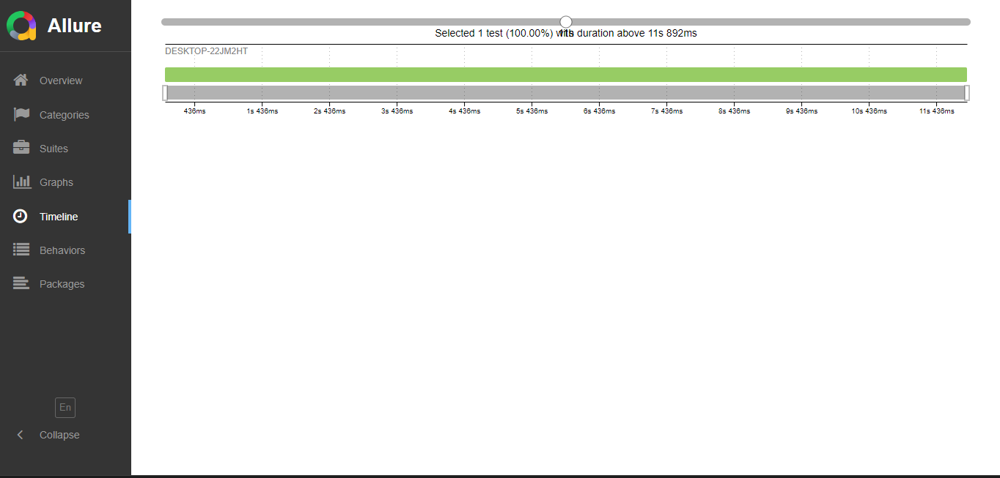 Allure
Overview
Categories
Suites
Graphs
Timeline
Behaviors
Packages
En
Collapse
Selected 1 test (100.00%) with duration above 11s 892ms
11s
DESKTOP-22JM2HT
436ms 1s 436ms 2s 436ms 3s 436ms 4s 436ms 5s 436ms 6s 436ms 7s 436ms 8s 436ms 9s 436ms 10s 436ms 11s 436ms